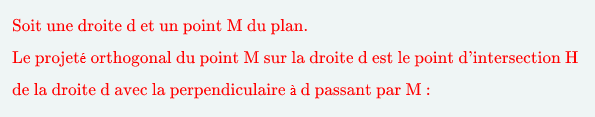 Soit une droite d et un point M du plan.
Le projeté orthogonal du point M sur la droite d est le point d'intersection H
de la droite d avec la perpendiculaire à d passant par M :